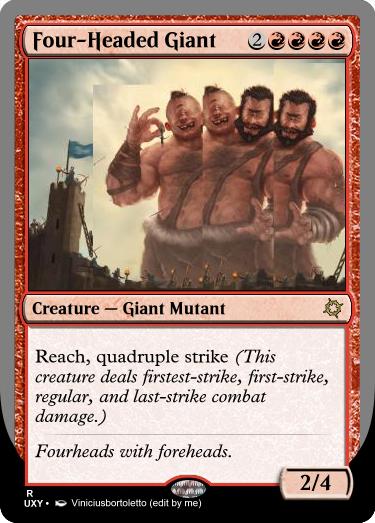 Four-Headed Giant 2
Creature — Giant Mutant
Reach, quadruple strike (This
creature deals firstest-strike, first-strike,
regular, and last-strike combat
damage.)
Fourheads with foreheads.
2/4
R
UXY • Viniciusbortoletto (edit by me)